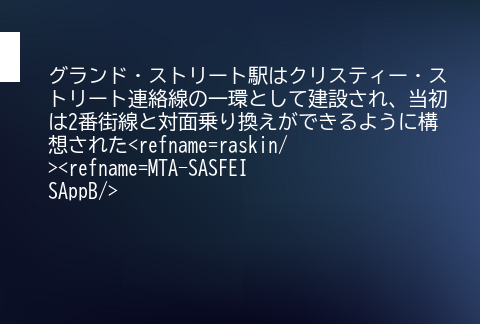 グランド・ストリート駅はクリスティー・ス
トリート連絡線の一環として建設され、当初
は2番街線と対面乗り換えができるように構
想された<refname=raskin/
><refname=MTA-SASFEI
SAppB/>